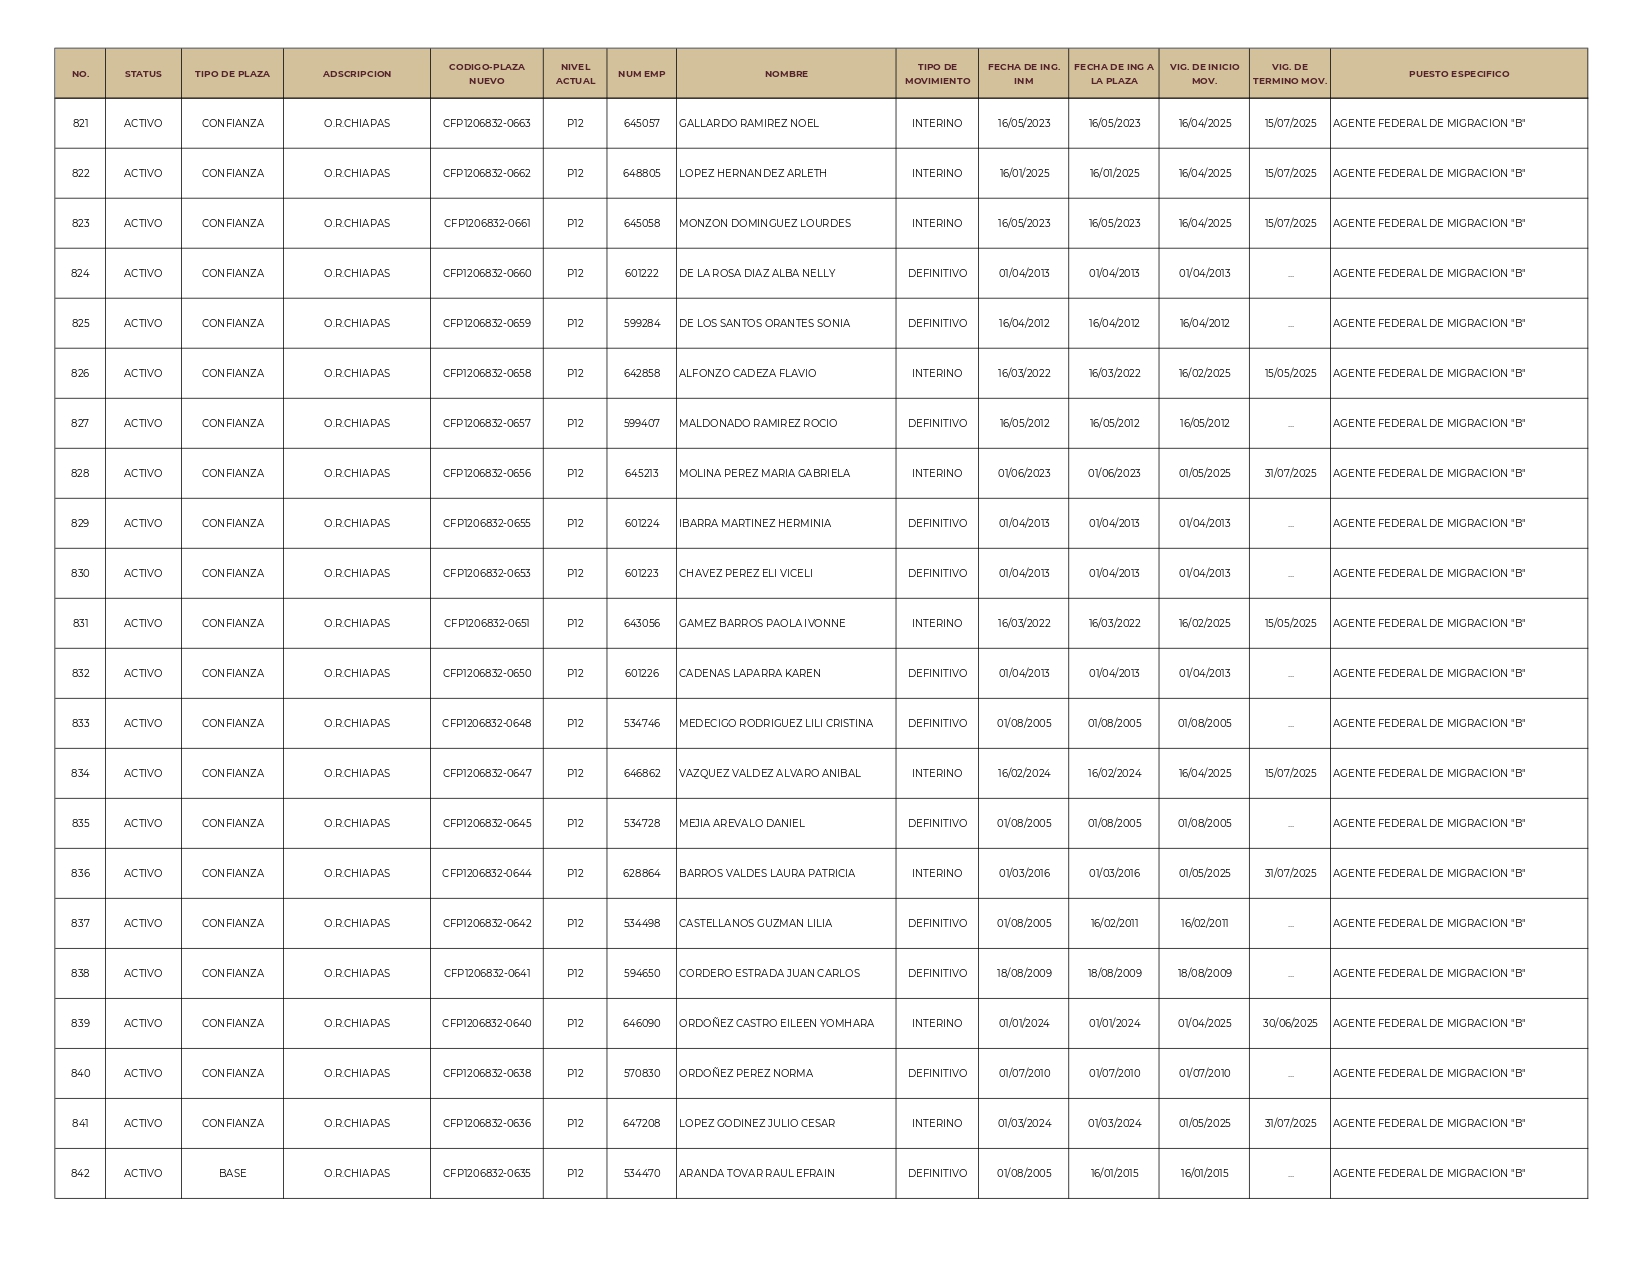 NO. STATUS TIPO DE PLAZA ADSCRIPCION CODIGO-PLAZA NUEVO NIVEL ACTUAL NUM EMP NOMBRE TIPO DE MOVIMIENTO FECHA DE ING. INM FECHA DE ING A LA PLAZA VIG. DE INICIO MOV. VIG. DE TERMINO MOV. PUESTO ESPECIFICO
821 ACTIVO CONFIANZA O.R.CHIAPAS CFP1206832-0663 P12 645057 GALLARDO RAMIREZ NOEL INTERINO 16/05/2023 16/05/2023 16/04/2025 15/07/2025 AGENTE FEDERAL DE MIGRACION "B"
822 ACTIVO CONFIANZA O.R.CHIAPAS CFP1206832-0662 P12 648805 LOPEZ HERNANDEZ ARLETH INTERINO 16/01/2025 16/01/2025 16/04/2025 15/07/2025 AGENTE FEDERAL DE MIGRACION "B"
823 ACTIVO CONFIANZA O.R.CHIAPAS CFP1206832-0661 P12 645058 MONZON DOMINGUEZ LOURDES INTERINO 16/05/2023 16/05/2023 16/04/2025 15/07/2025 AGENTE FEDERAL DE MIGRACION "B"
824 ACTIVO CONFIANZA O.R.CHIAPAS CFP1206832-0660 P12 601222 DE LA ROSA DIAZ ALBA NELLY DEFINITIVO 01/04/2013 01/04/2013 01/04/2013 ... AGENTE FEDERAL DE MIGRACION "B"
825 ACTIVO CONFIANZA O.R.CHIAPAS CFP1206832-0659 P12 599284 DE LOS SANTOS ORANTES SONIA DEFINITIVO 16/04/2012 16/04/2012 16/04/2012 ... AGENTE FEDERAL DE MIGRACION "B"
826 ACTIVO CONFIANZA O.R.CHIAPAS CFP1206832-0658 P12 642858 ALFONZO CADEZA FLAVIO INTERINO 16/03/2022 16/03/2022 16/02/2025 15/05/2025 AGENTE FEDERAL DE MIGRACION "B"
827 ACTIVO CONFIANZA O.R.CHIAPAS CFP1206832-0657 P12 599407 MALDONADO RAMIREZ ROCIO DEFINITIVO 16/05/2012 16/05/2012 16/05/2012 ... AGENTE FEDERAL DE MIGRACION "B"
828 ACTIVO CONFIANZA O.R.CHIAPAS CFP1206832-0656 P12 645213 MOLINA PEREZ MARIA GABRIELA INTERINO 01/06/2023 01/06/2023 01/05/2025 31/07/2025 AGENTE FEDERAL DE MIGRACION "B"
829 ACTIVO CONFIANZA O.R.CHIAPAS CFP1206832-0655 P12 601224 IBARRA MARTINEZ HERMINIA DEFINITIVO 01/04/2013 01/04/2013 01/04/2013 ... AGENTE FEDERAL DE MIGRACION "B"
830 ACTIVO CONFIANZA O.R.CHIAPAS CFP1206832-0653 P12 601223 CHAVEZ PEREZ ELI VICELI DEFINITIVO 01/04/2013 01/04/2013 01/04/2013 ... AGENTE FEDERAL DE MIGRACION "B"
831 ACTIVO CONFIANZA O.R.CHIAPAS CFP1206832-0651 P12 643056 GAMEZ BARROS PAOLA IVONNE INTERINO 16/03/2022 16/03/2022 16/02/2025 15/05/2025 AGENTE FEDERAL DE MIGRACION "B"
832 ACTIVO CONFIANZA O.R.CHIAPAS CFP1206832-0650 P12 601226 CADENAS LAPARRA KAREN DEFINITIVO 01/04/2013 01/04/2013 01/04/2013 ... AGENTE FEDERAL DE MIGRACION "B"
833 ACTIVO CONFIANZA O.R.CHIAPAS CFP1206832-0648 P12 534746 MEDECIGO RODRIGUEZ LILI CRISTINA DEFINITIVO 01/08/2005 01/08/2005 01/08/2005 ... AGENTE FEDERAL DE MIGRACION "B"
834 ACTIVO CONFIANZA O.R.CHIAPAS CFP1206832-0647 P12 646862 VAZQUEZ VALDEZ ALVARO ANIBAL INTERINO 16/02/2024 16/02/2024 16/04/2025 15/07/2025 AGENTE FEDERAL DE MIGRACION "B"
835 ACTIVO CONFIANZA O.R.CHIAPAS CFP1206832-0645 P12 534728 MEJIA AREVALO DANIEL DEFINITIVO 01/08/2005 01/08/2005 01/08/2005 ... AGENTE FEDERAL DE MIGRACION "B"
836 ACTIVO CONFIANZA O.R.CHIAPAS CFP1206832-0644 P12 628864 BARROS VALDES LAURA PATRICIA INTERINO 01/03/2016 01/03/2016 01/05/2025 31/07/2025 AGENTE FEDERAL DE MIGRACION "B"
837 ACTIVO CONFIANZA O.R.CHIAPAS CFP1206832-0642 P12 534498 CASTELLANOS GUZMAN LILIA DEFINITIVO 01/08/2005 16/02/2011 16/02/2011 ... AGENTE FEDERAL DE MIGRACION "B"
838 ACTIVO CONFIANZA O.R.CHIAPAS CFP1206832-0641 P12 594650 CORDERO ESTRADA JUAN CARLOS DEFINITIVO 18/08/2009 18/08/2009 18/08/2009 ... AGENTE FEDERAL DE MIGRACION "B"
839 ACTIVO CONFIANZA O.R.CHIAPAS CFP1206832-0640 P12 646090 ORDOÑEZ CASTRO EILEEN YOMHARA INTERINO 01/01/2024 01/01/2024 01/04/2025 30/06/2025 AGENTE FEDERAL DE MIGRACION "B"
840 ACTIVO CONFIANZA O.R.CHIAPAS CFP1206832-0638 P12 570830 ORDOÑEZ PEREZ NORMA DEFINITIVO 01/07/2010 01/07/2010 01/07/2010 ... AGENTE FEDERAL DE MIGRACION "B"
841 ACTIVO CONFIANZA O.R.CHIAPAS CFP1206832-0636 P12 647208 LOPEZ GODINEZ JULIO CESAR INTERINO 01/03/2024 01/03/2024 01/05/2025 31/07/2025 AGENTE FEDERAL DE MIGRACION "B"
842 ACTIVO BASE O.R.CHIAPAS CFP1206832-0635 P12 534470 ARANDA TOVAR RAUL EFRAIN DEFINITIVO 01/08/2005 16/01/2015 16/01/2015 ... AGENTE FEDERAL DE MIGRACION "B"